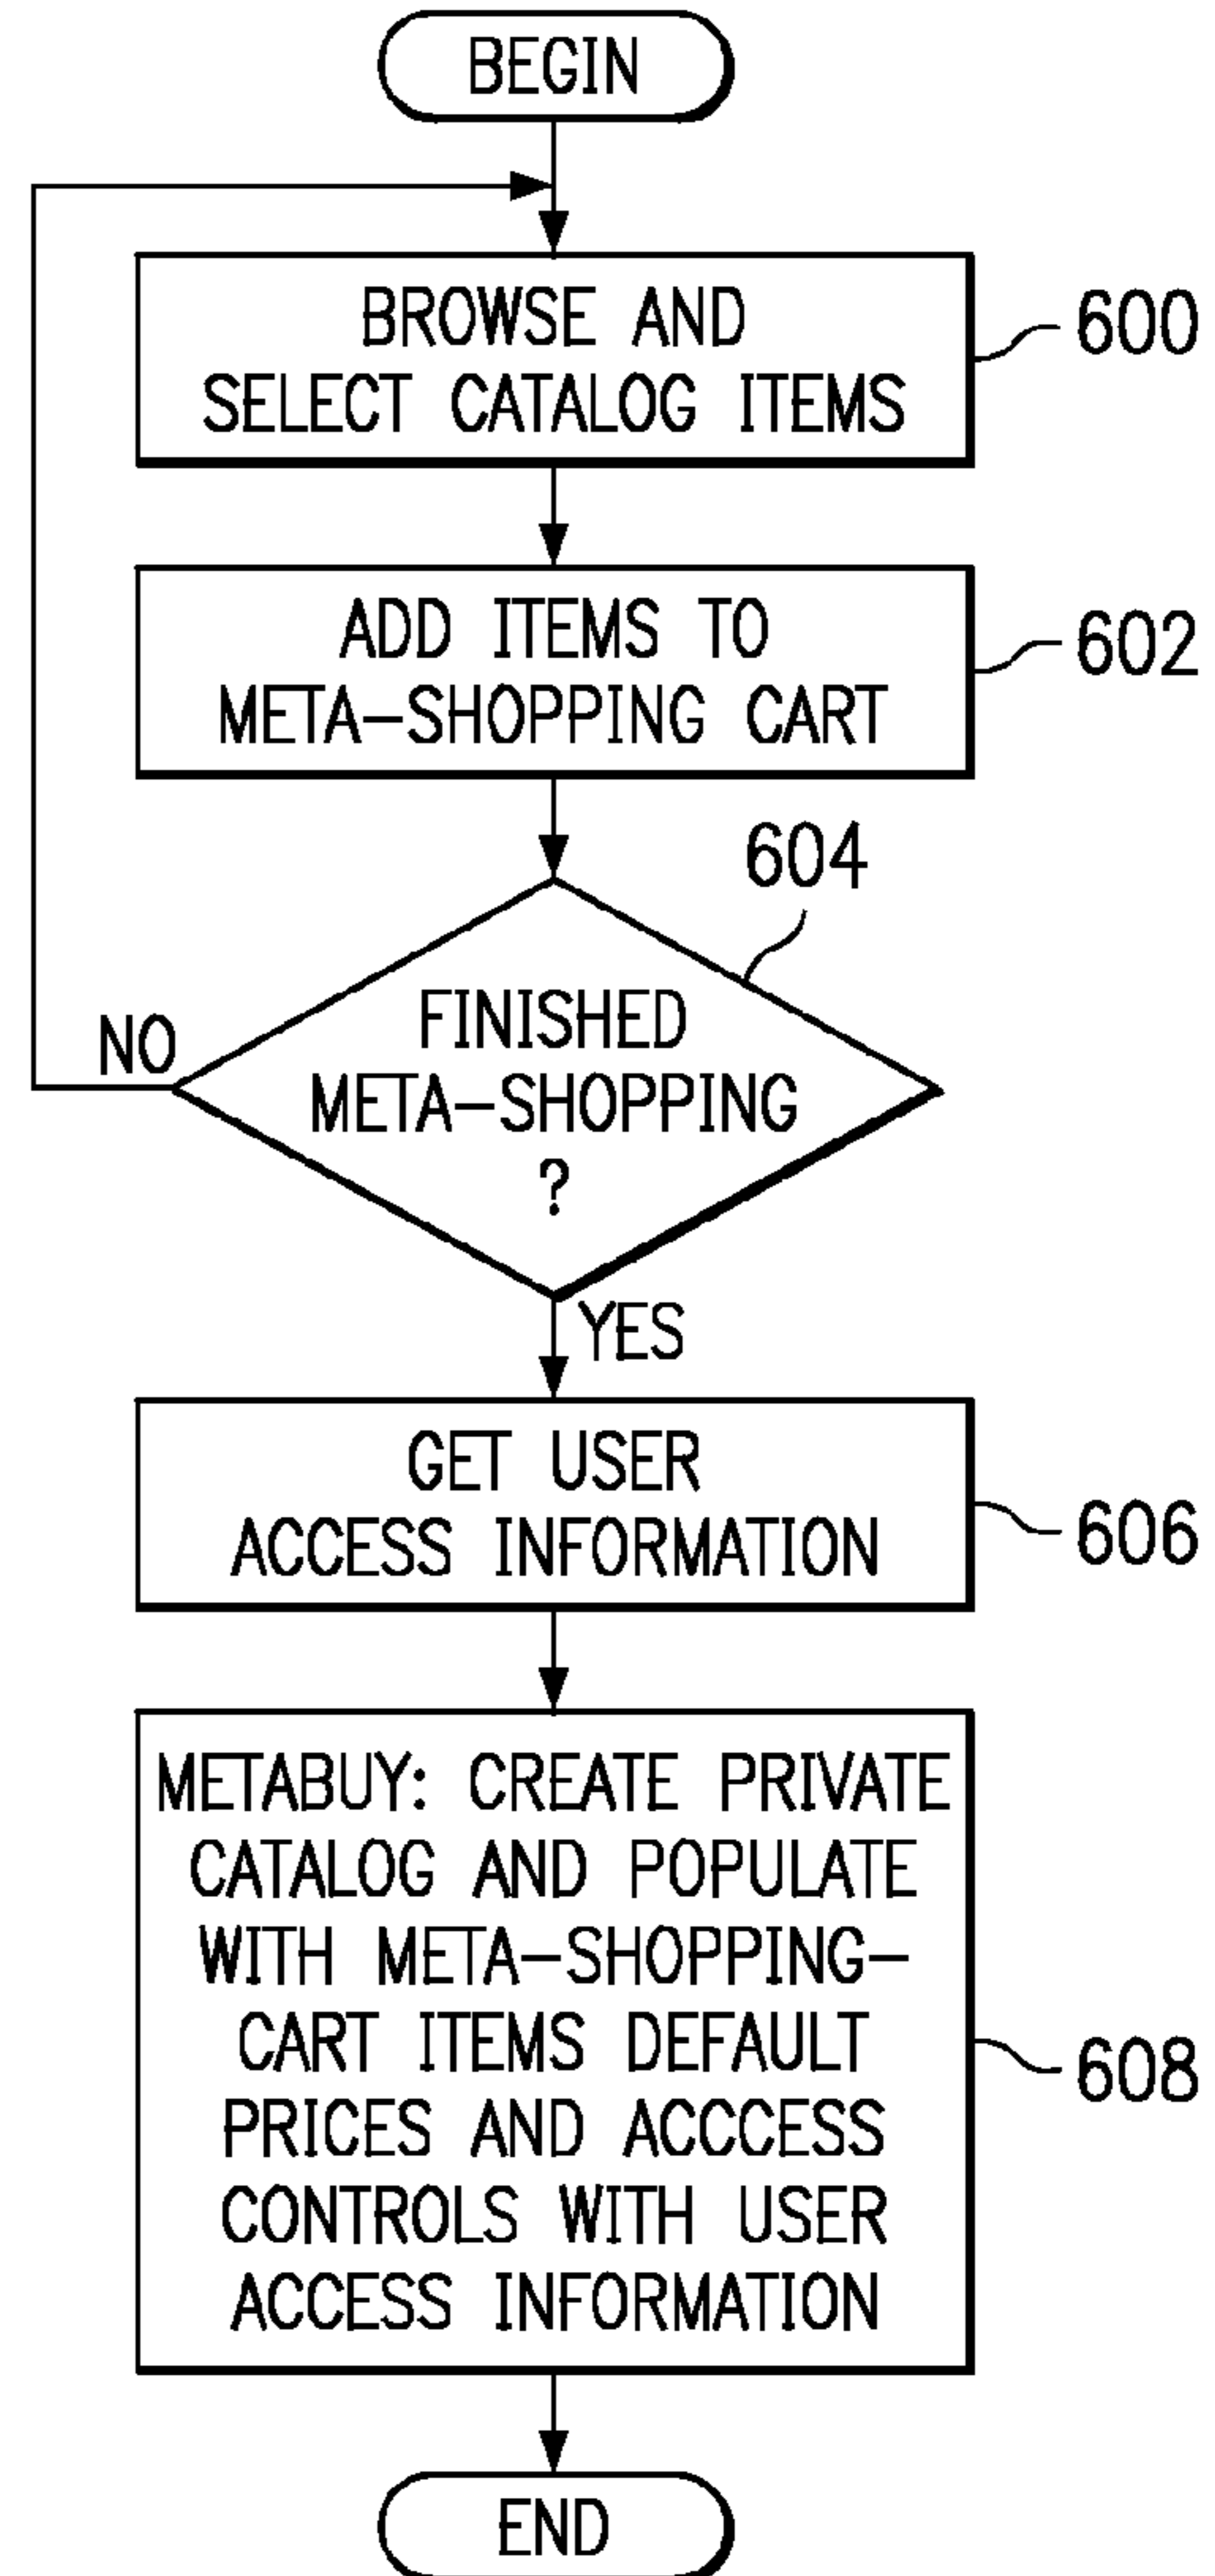 BEGIN
BROWSE AND
SELECT CATALOG ITEMS
600
ADD ITEMS TO
META-SHOPPING CART
602
604
FINISHED
META-SHOPPING
?
NO
YES
GET USER
ACCESS INFORMATION
606
METABUY: CREATE PRIVATE
CATALOG AND POPULATE
WITH META-SHOPPING-
CART ITEMS DEFAULT
PRICES AND ACCCESS
CONTROLS WITH USER
ACCESS INFORMATION
608
END